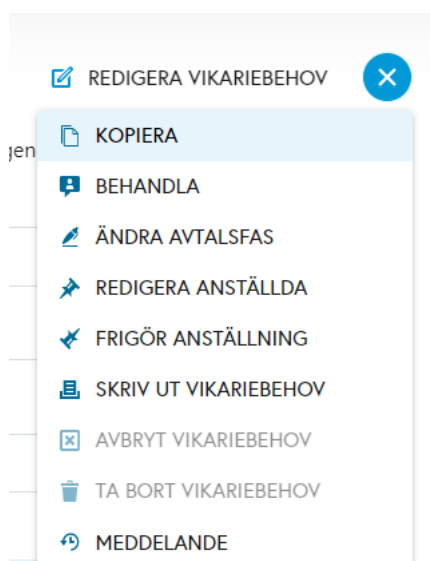 REDIGERA VIKARIEBEHOV
gen
KOPIERA
BEHANDLA
ÄNDRA AVTALSFAS
REDIGERA ANSTÄLLDA
FRIGÖR ANSTÄLLNING
SKRIV UT VIKARIEBEHOV
AVBRYT VIKARIEBEHOV
TA BORT VIKARIEBEHOV
MEDDELANDE